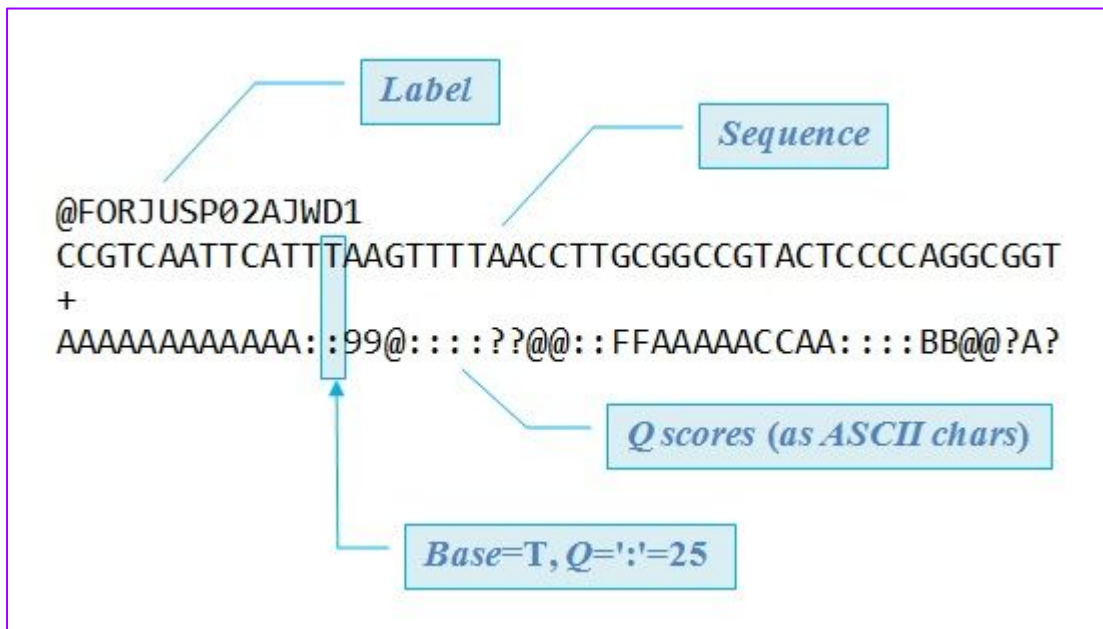 Label
Sequence
@FORJUSP02AJWD1
CCGTCAATTCATTTAAGTTTTAACCTTGCGGCCGTACTCCCCAGGCGGT
+
AAAAAAAAAAAA::99@::::??@@::FFAAAAACCAA::::BB@@?A?
Q scores (as ASCII chars)
Base=T, Q=':'=25